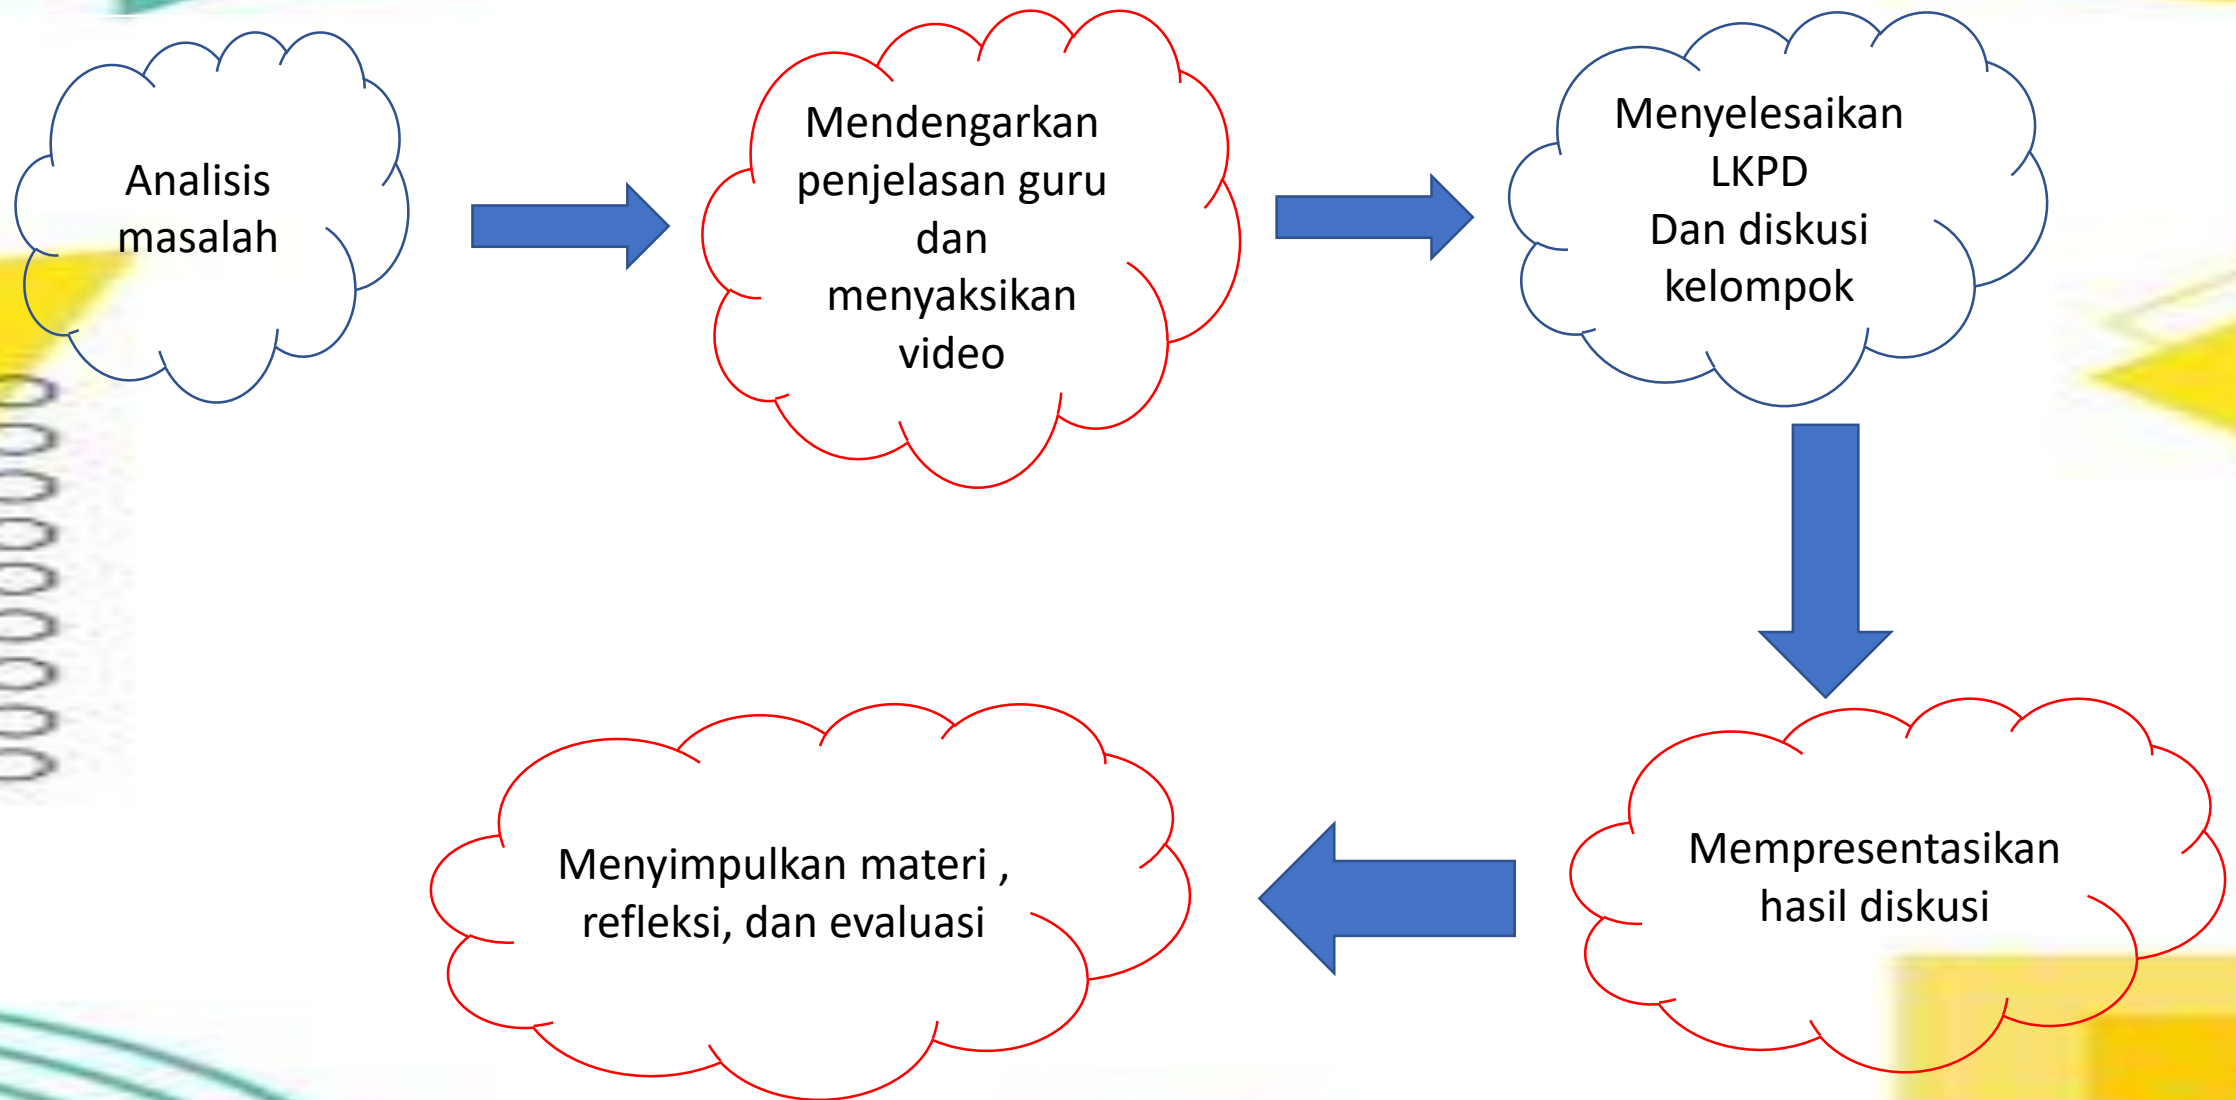 Analisis
masalah
Mendengarkan
penjelasan guru
dan
menyaksikan
video
Menyelesaikan
LKPD
Dan diskusi
kelompok
Mempresentasikan
hasil diskusi
Menyimpulkan materi ,
refleksi, dan evaluasi